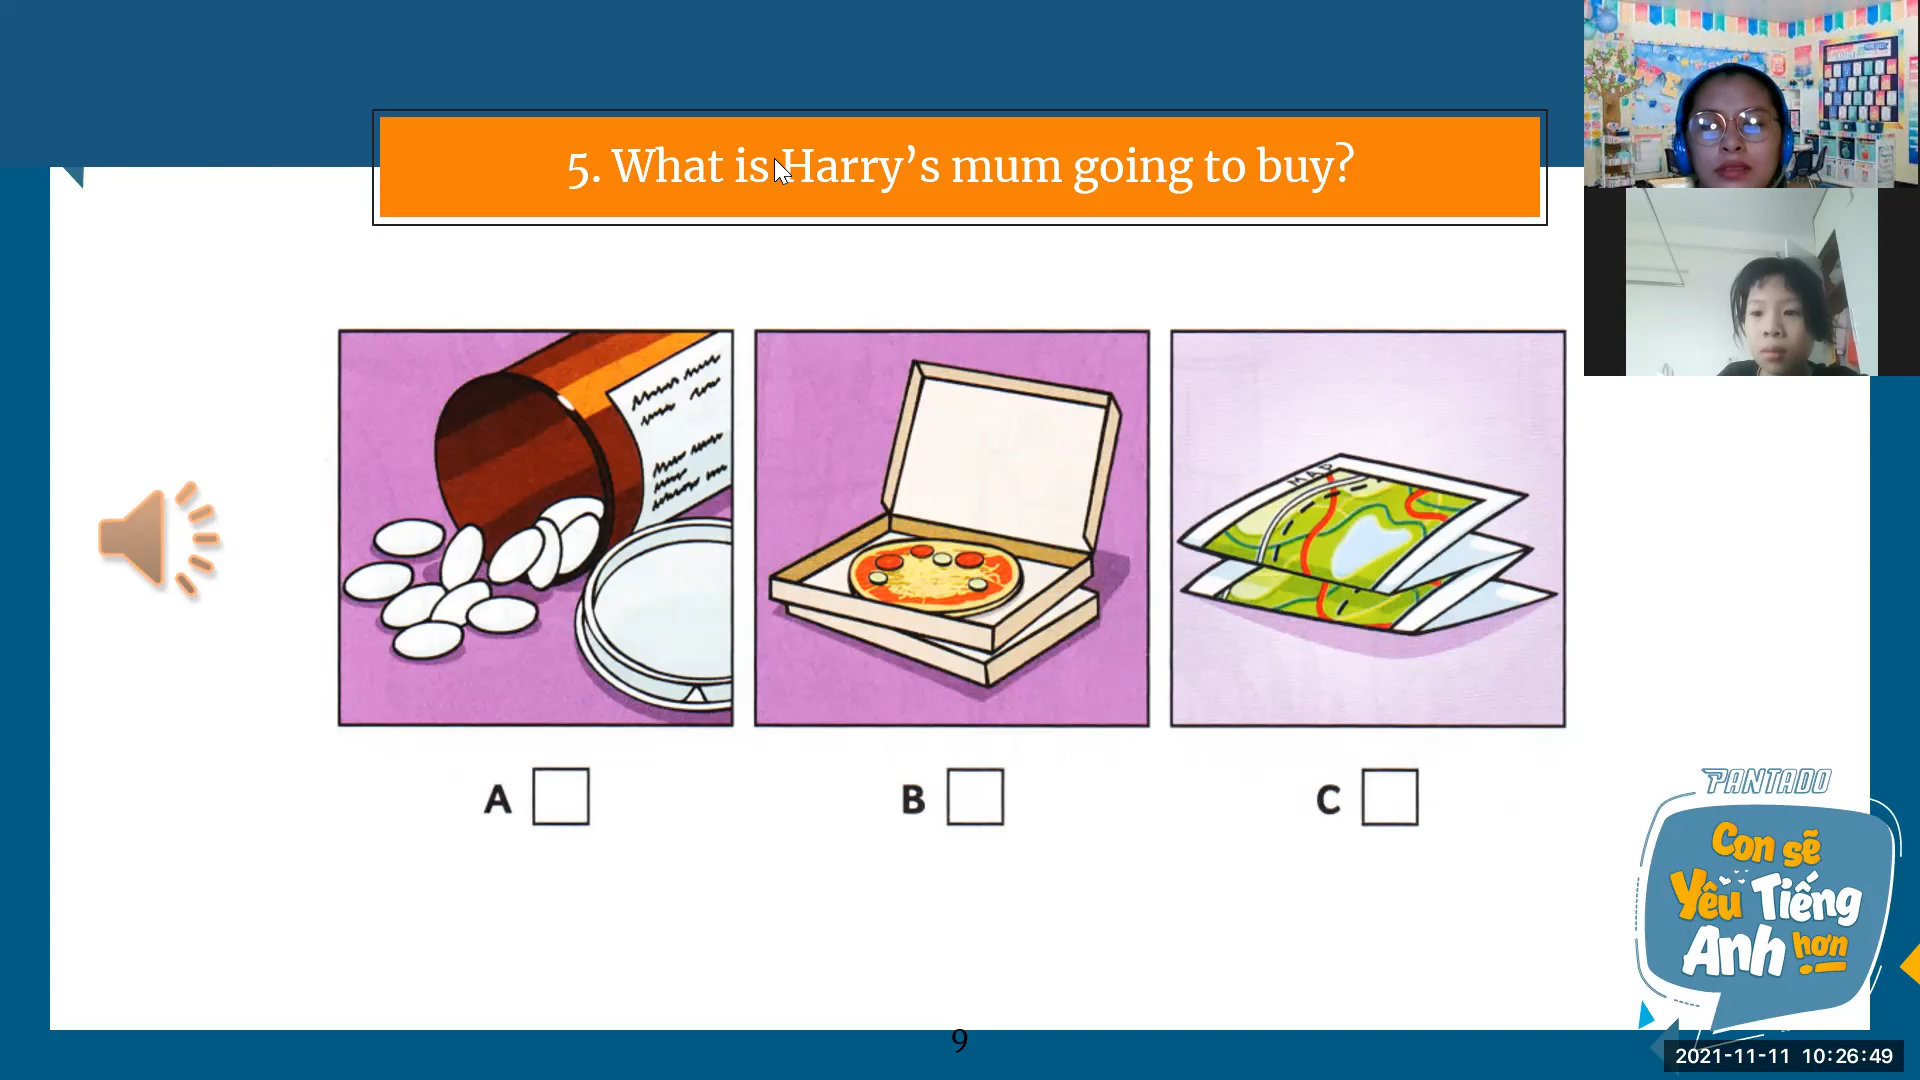 5. What is Harry’s mum going to buy?
MAP
A
B
C
PANTADO
Con sẽ
Yêu Tiếng
Anh hơn
9
2021-11-11 10:26:49